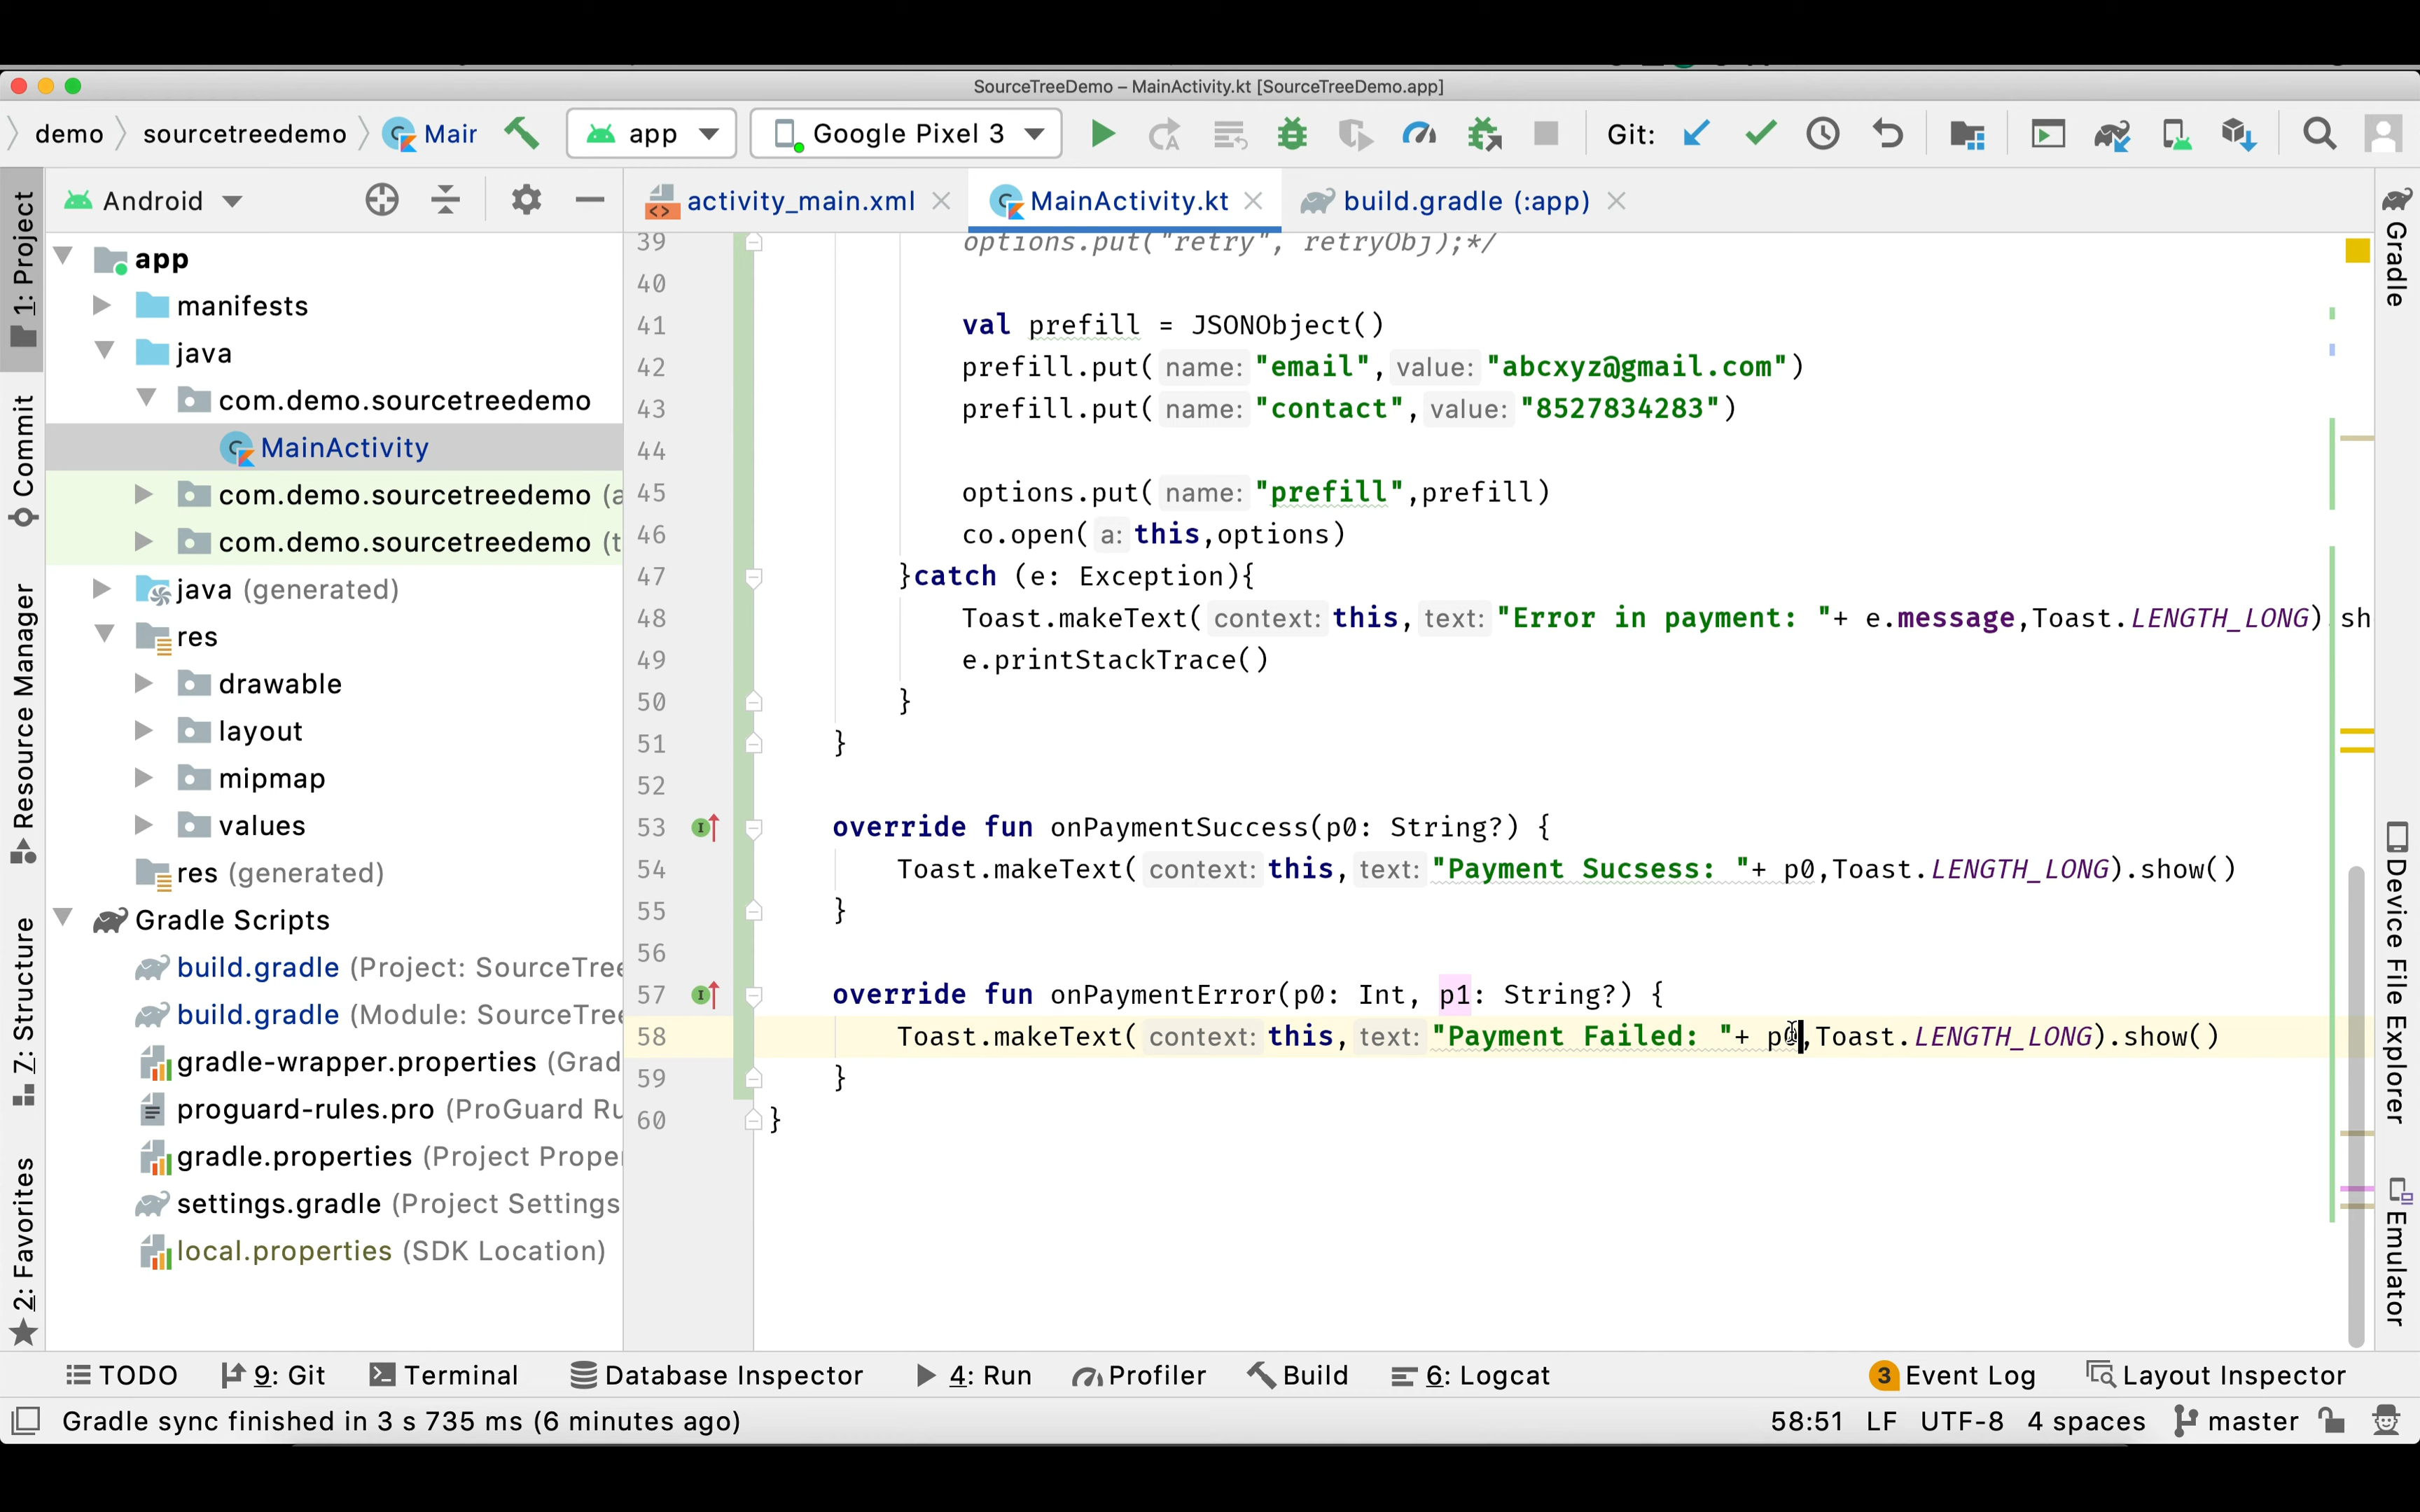 SourceTreeDemo – MainActivity.kt [SourceTreeDemo.app]
demo sourcetreedemo Mair app Google Pixel 3 Git:
Android
activity_main.xml MainActivity.kt build.gradle (:app)
1: Project
Commit
Resource Manager
Z: Structure
2: Favorites
app
manifests
java
com.demo.sourcetreedemo
MainActivity
com.demo.sourcetreedemo (a
com.demo.sourcetreedemo (t
java (generated)
res
drawable
layout
mipmap
values
res (generated)
Gradle Scripts
build.gradle (Project: SourceTree
build.gradle (Module: SourceTree
gradle-wrapper.properties (Grad
proguard-rules.pro (ProGuard Ru
gradle.properties (Project Proper
settings.gradle (Project Settings
local.properties (SDK Location)
39 options.put("retry", retryObj);*/
40
41 val prefill = JSONObject()
42 prefill.put( name: "email", value: "abcxyz@gmail.com")
43 prefill.put( name: "contact", value: "8527834283")
44
45 options.put( name: "prefill",prefill)
46 co.open( a: this,options)
47 }catch (e: Exception){
48 Toast.makeText( context: this, text: "Error in payment: "+ e.message,Toast.LENGTH_LONG).sh
49 e.printStackTrace()
50 }
51 }
52
53 override fun onPaymentSuccess(p0: String?) {
54 Toast.makeText( context: this, text: "Payment Sucsess: "+ p0,Toast.LENGTH_LONG).show()
55 }
56
57 override fun onPaymentError(p0: Int, p1: String?) {
58 Toast.makeText( context: this, text: "Payment Failed: "+ p0,Toast.LENGTH_LONG).show()
59 }
60 }
Gradle
Device File Explorer
Emulator
TODO 9: Git Terminal Database Inspector 4: Run Profiler Build 6: Logcat 3 Event Log Layout Inspector
Gradle sync finished in 3 s 735 ms (6 minutes ago) 58:51 LF UTF-8 4 spaces master